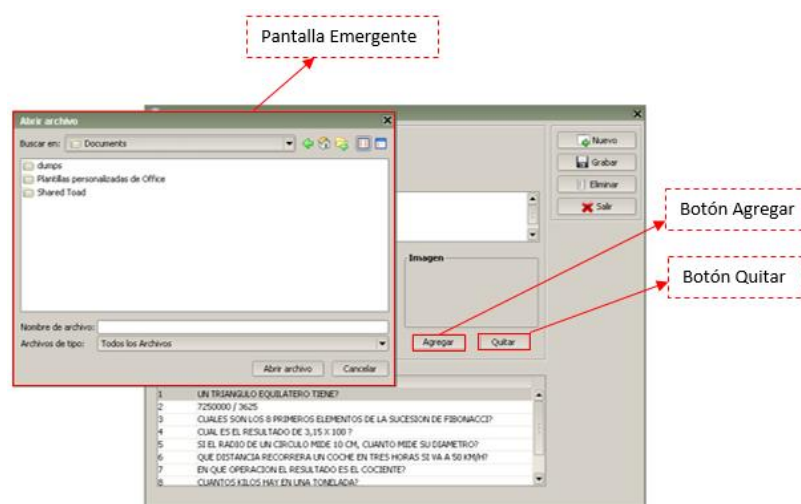 Pantalla Emergente
Abrir archivo
Buscar en: Documents
dumps
Plantillas personalizadas de Office
Shared Toad
Nombre de archivo:
Archivos de tipo: Todos los Archivos
Abrir archivo Cancelar
Nuevo
Grabar
Eliminar
Salir
Botón Agregar
Botón Quitar
Imagen
Agregar Quitar
1 UN TRIANGULO EQUILATERO TIENE?
2 7250000 / 3625
3 CUALES SON LOS 8 PRIMEROS ELEMENTOS DE LA SUCESION DE FIBONACCI?
4 CUAL ES EL RESULTADO DE 3,15 X 100 ?
5 SI EL RADIO DE UN CIRCULO MIDE 10 CM, CUANTO MIDE SU DIAMETRO?
6 QUE DISTANCIA RECORRERA UN COCHE EN TRES HORAS SI VA A 50 KM/H?
7 EN QUE OPERACION EL RESULTADO ES EL COCIENTE?
8 CUANTOS KILOS HAY EN UNA TONELADA?